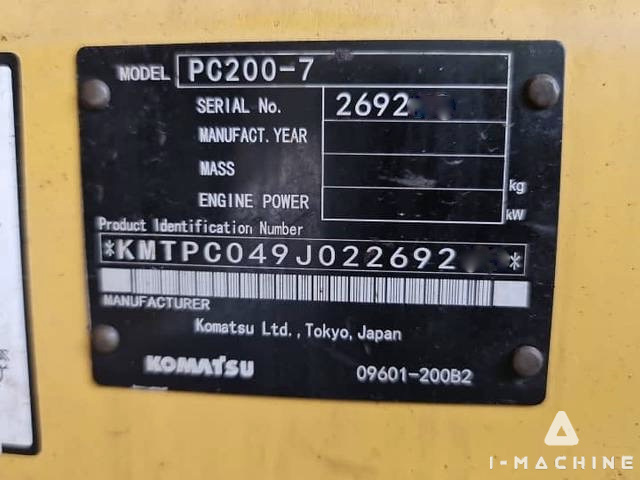 MODEL PC200-7
SERIAL No. 2692
MANUFACT. YEAR
MASS
kg
ENGINE POWER
kW
Product Identification Number
*KMTPC049J022692 *
MANUFACTURER
Komatsu Ltd., Tokyo, Japan
KOMATSU 09601-200B2
I-MACHINE